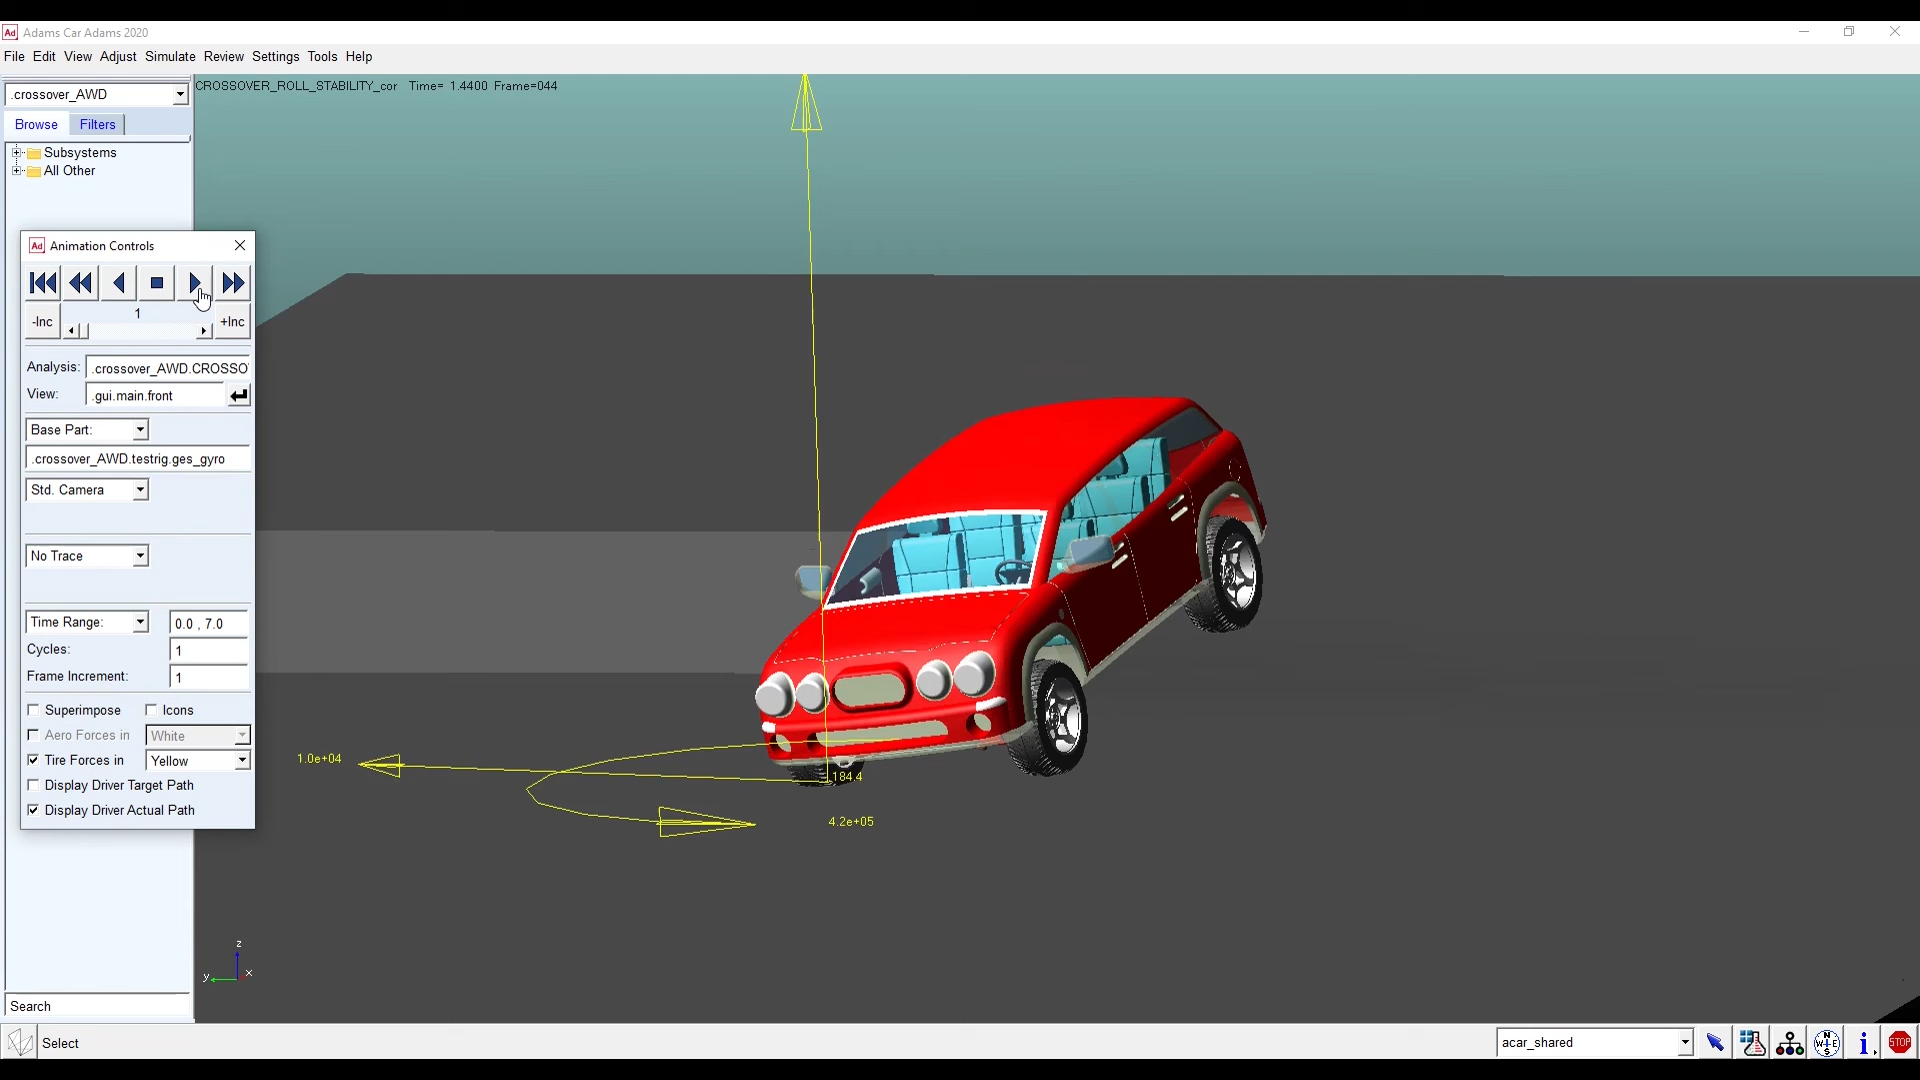 Ad Adams Car Adams 2020
File Edit View Adjust Simulate Review Settings Tools Help
.crossover_AWD
CROSSOVER_ROLL_STABILITY_cor Time= 1.4400 Frame=044
Browse Filters
Subsystems
All Other
Ad Animation Controls
-Inc 1 +Inc
Analysis: .crossover_AWD.CROSSO
View: .gui.main.front
Base Part:
.crossover_AWD.testrig.ges_gyro
Std. Camera
No Trace
Time Range: 0.0 , 7.0
Cycles: 1
Frame Increment: 1
Superimpose Icons
Aero Forces in White
Tire Forces in Yellow
Display Driver Target Path
Display Driver Actual Path
1.0e+04
184.4
4.2e+05
z
y x
Search
Select
acar_shared
N
W E
S
i
STOP